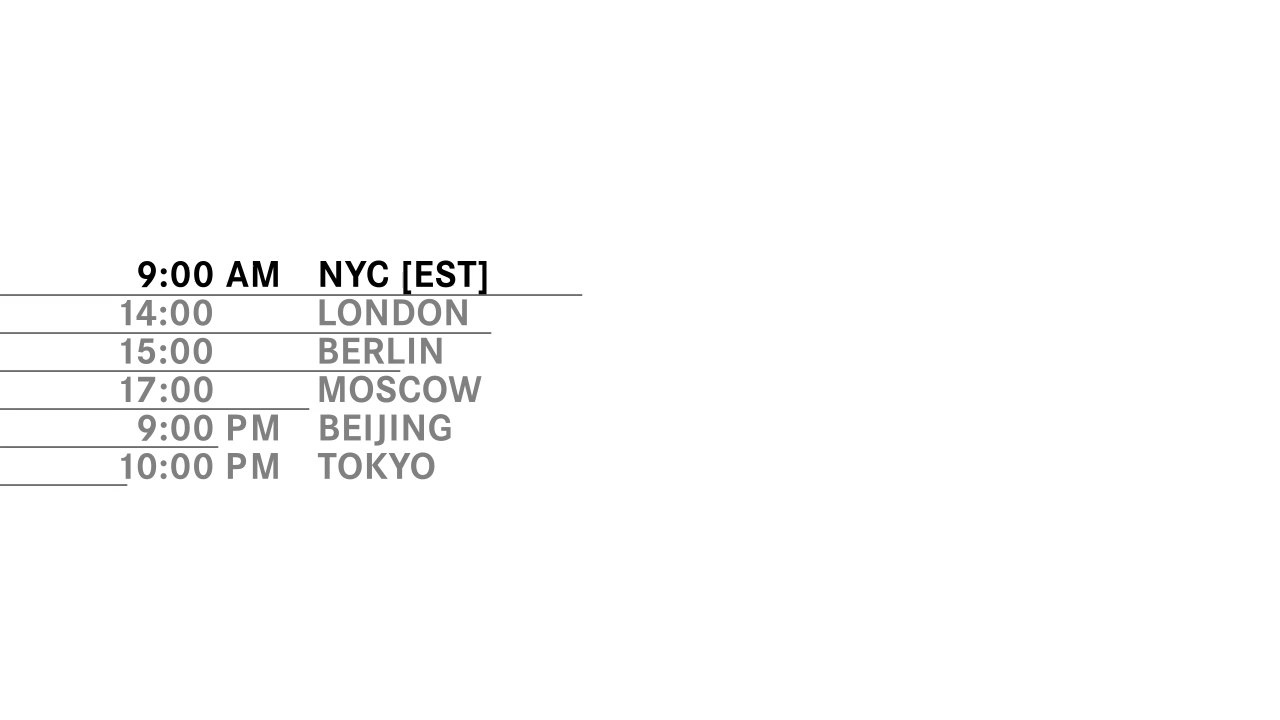 9:00 AM NYC [EST]
14:00 LONDON
15:00 BERLIN
17:00 MOSCOW
9:00 PM BEIJING
10:00 PM TOKYO